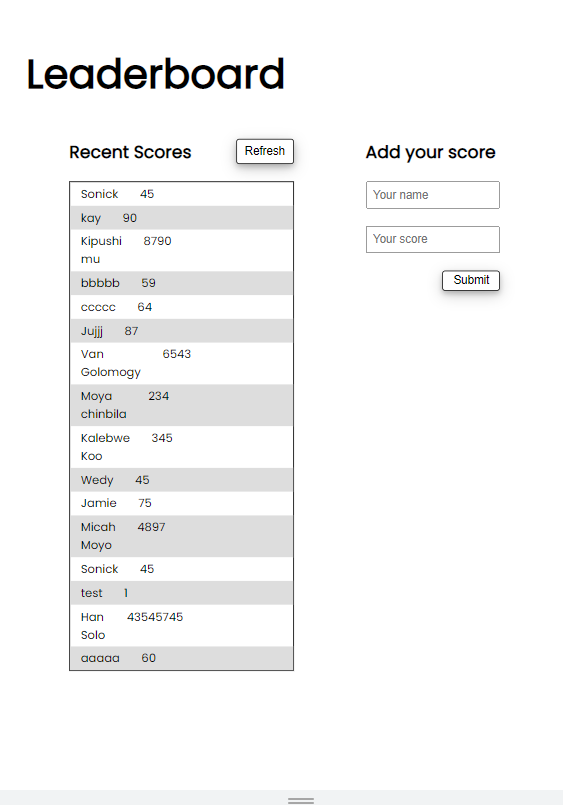 Leaderboard
Recent Scores
Refresh
Sonick 45
kay 90
Kipushi 8790
mu
bbbbb 59
ccccc 64
Jujjj 87
Van 6543
Golomogy
Moya 234
chinbila
Kalebwe 345
Koo
Wedy 45
Jamie 75
Micah 4897
Moyo
Sonick 45
test 1
Han 43545745
Solo
aaaaa 60
Add your score
Your name
Your score
Submit